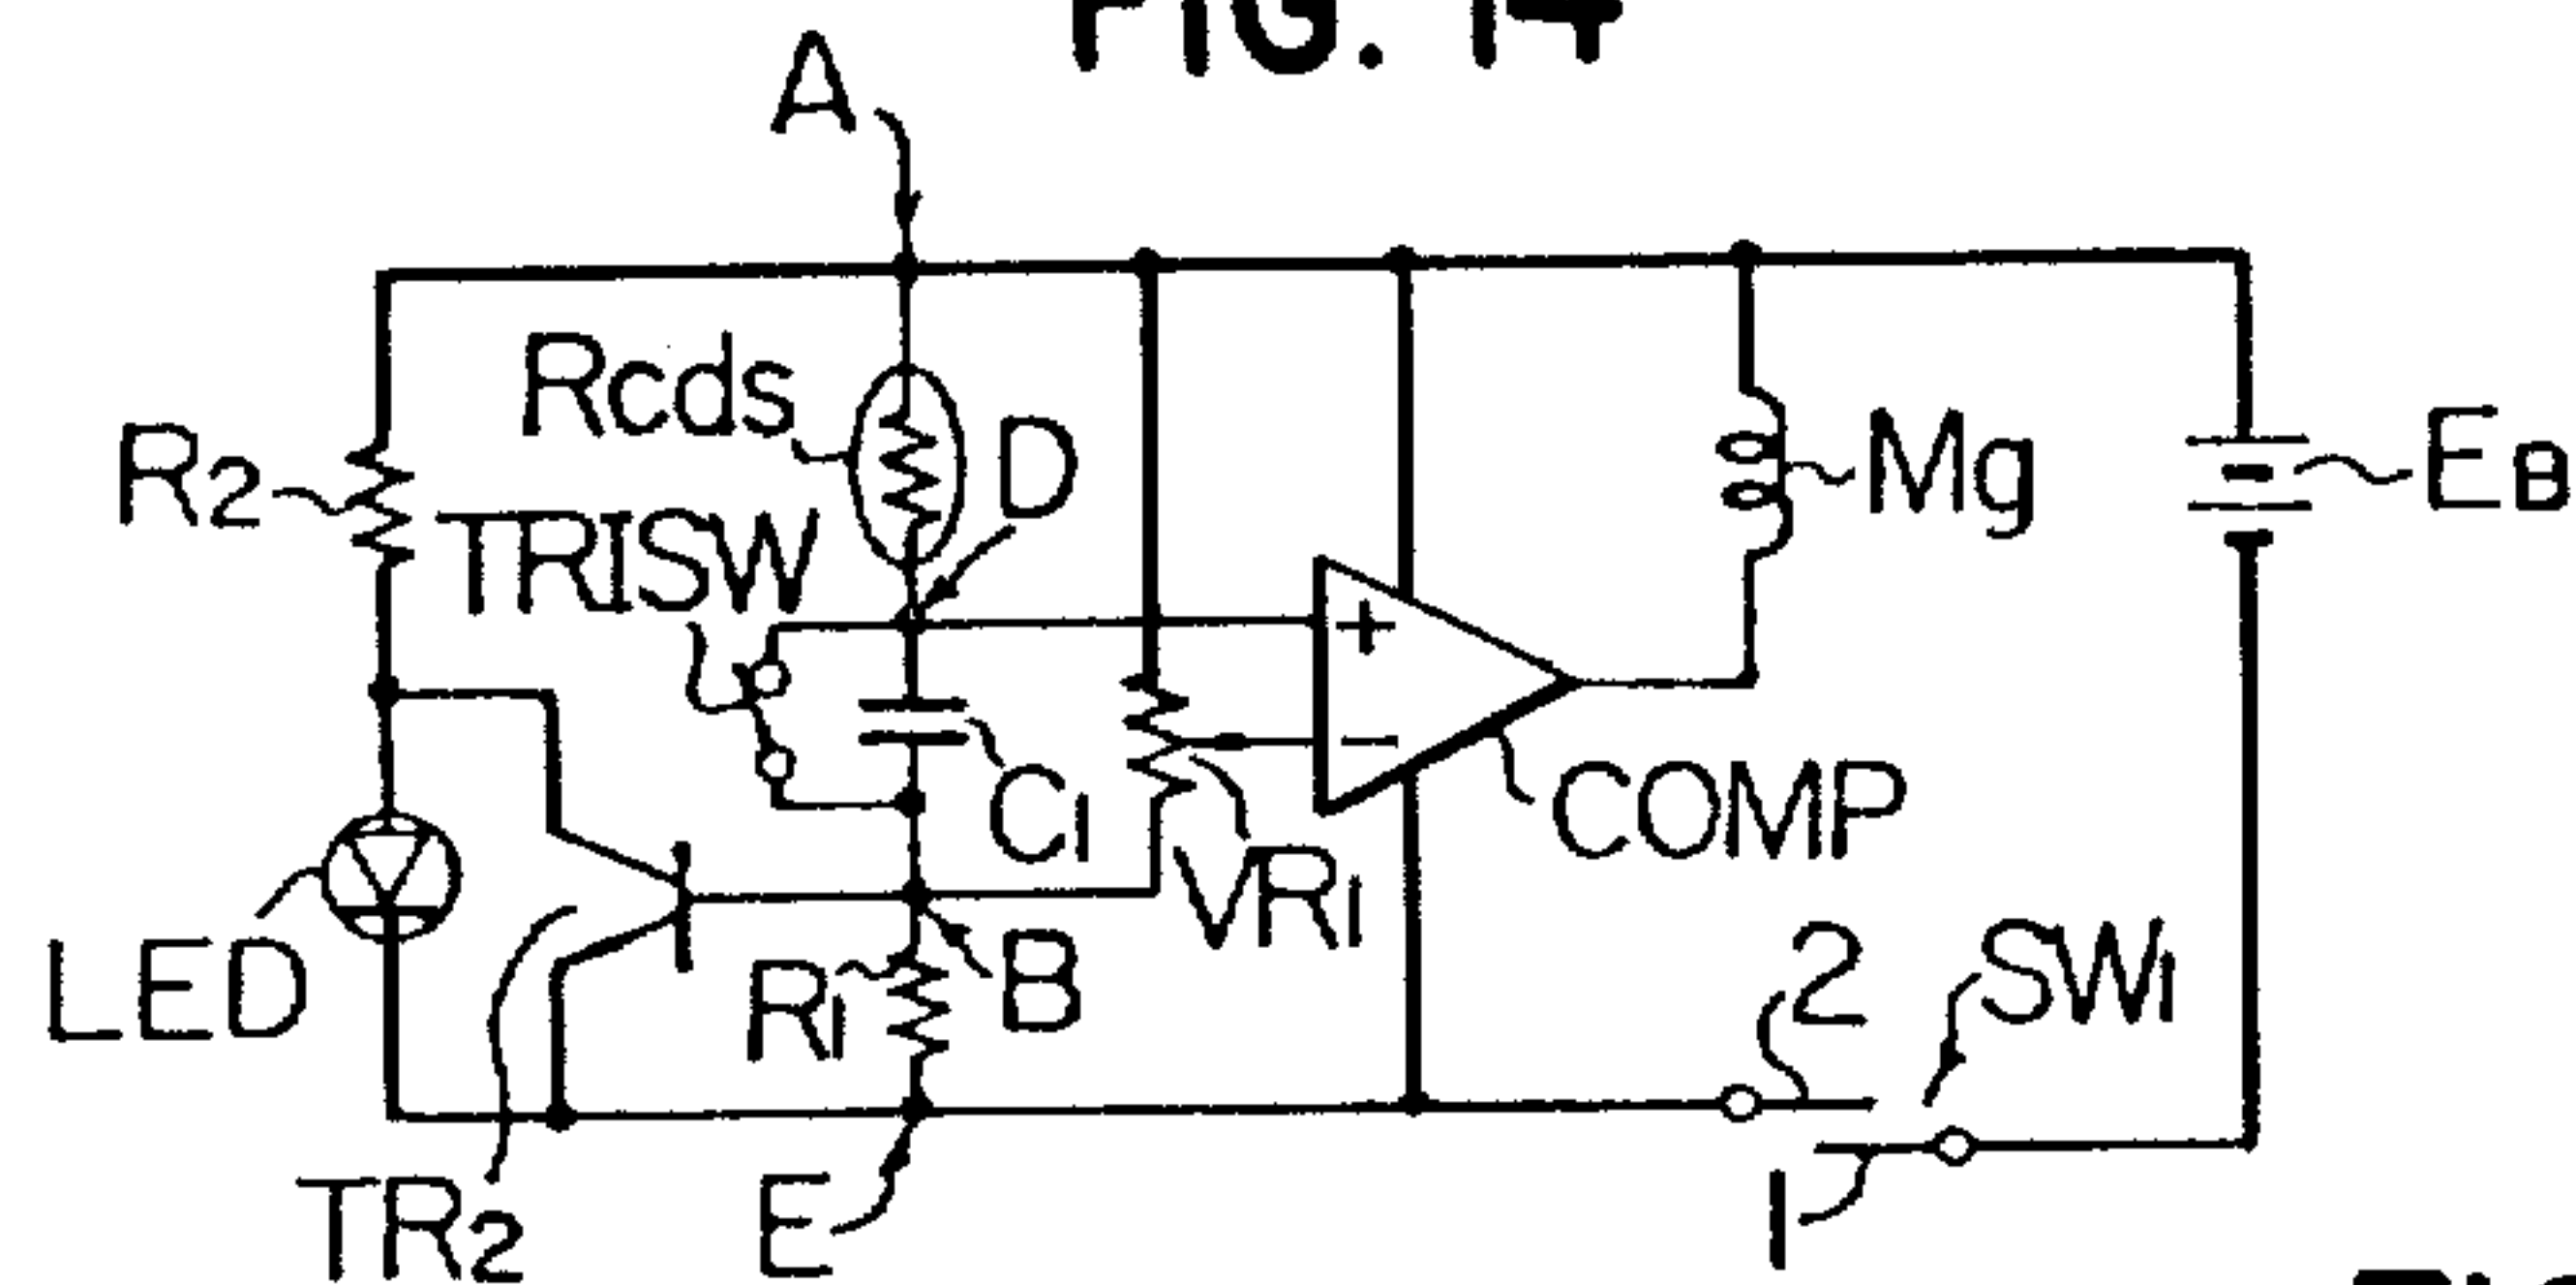 FIG. 14
A
Rcds
D
R2
TRISW
Mg
EB
+
-
C1
COMP
VR1
LED
R1
B
2
SW1
TR2
E
1